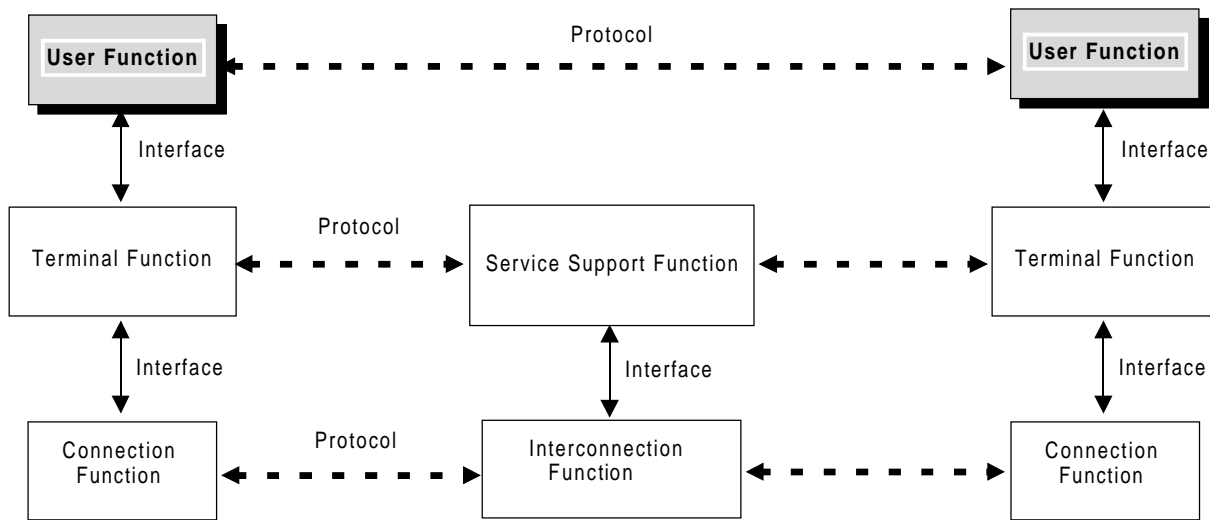 Protocol
User Function
User Function
Interface
Interface
Protocol
Terminal Function
Service Support Function
Terminal Function
Interface
Interface
Interface
Connection
Function
Protocol
Interconnection
Function
Connection
Function